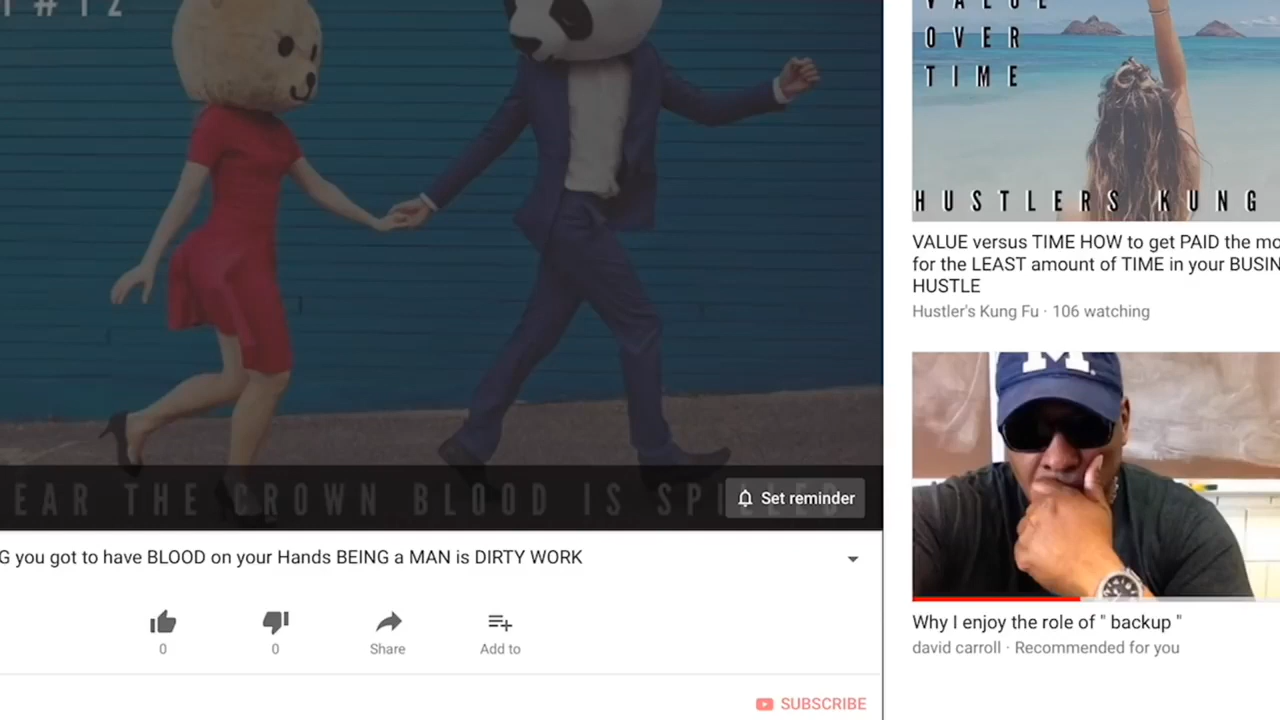 # 12
EAR THE CROWN BLOOD IS SPILLED
Set reminder
G you got to have BLOOD on your Hands BEING a MAN is DIRTY WORK
0
0
Share
Add to
SUBSCRIBE
VALUE
OVER
TIME
HUSTLERS KUNG
VALUE versus TIME HOW to get PAID the mo
for the LEAST amount of TIME in your BUSIN
HUSTLE
Hustler's Kung Fu · 106 watching
M
Why I enjoy the role of " backup "
david carroll · Recommended for you